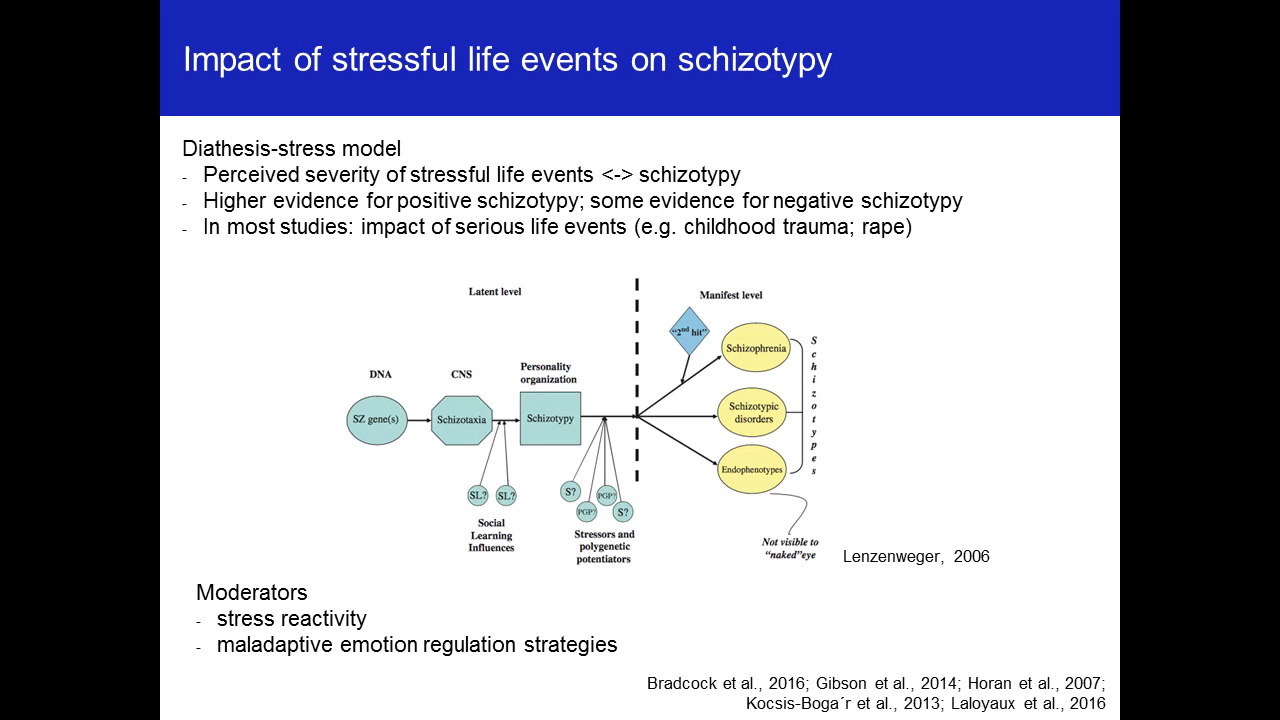 Impact of stressful life events on schizotypy
Diathesis-stress model
- Perceived severity of stressful life events <-> schizotypy
- Higher evidence for positive schizotypy; some evidence for negative schizotypy
- In most studies: impact of serious life events (e.g. childhood trauma; rape)
Latent level
Manifest level
"2nd hit"
Schizophrenia
DNA
CNS
Personality
organization
SZ gene(s)
Schizotaxia
Schizotypy
Schizotypic
disorders
Endophenotypes
Schizotypes
SL?
SL?
S?
PGP?
PGP?
S?
Social
Learning
Influences
Stressors and
polygenetic
potentiators
Not visible to
"naked"eye
Lenzenweger, 2006
Moderators
- stress reactivity
- maladaptive emotion regulation strategies
Bradcock et al., 2016; Gibson et al., 2014; Horan et al., 2007;
Kocsis-Boga´r et al., 2013; Laloyaux et al., 2016